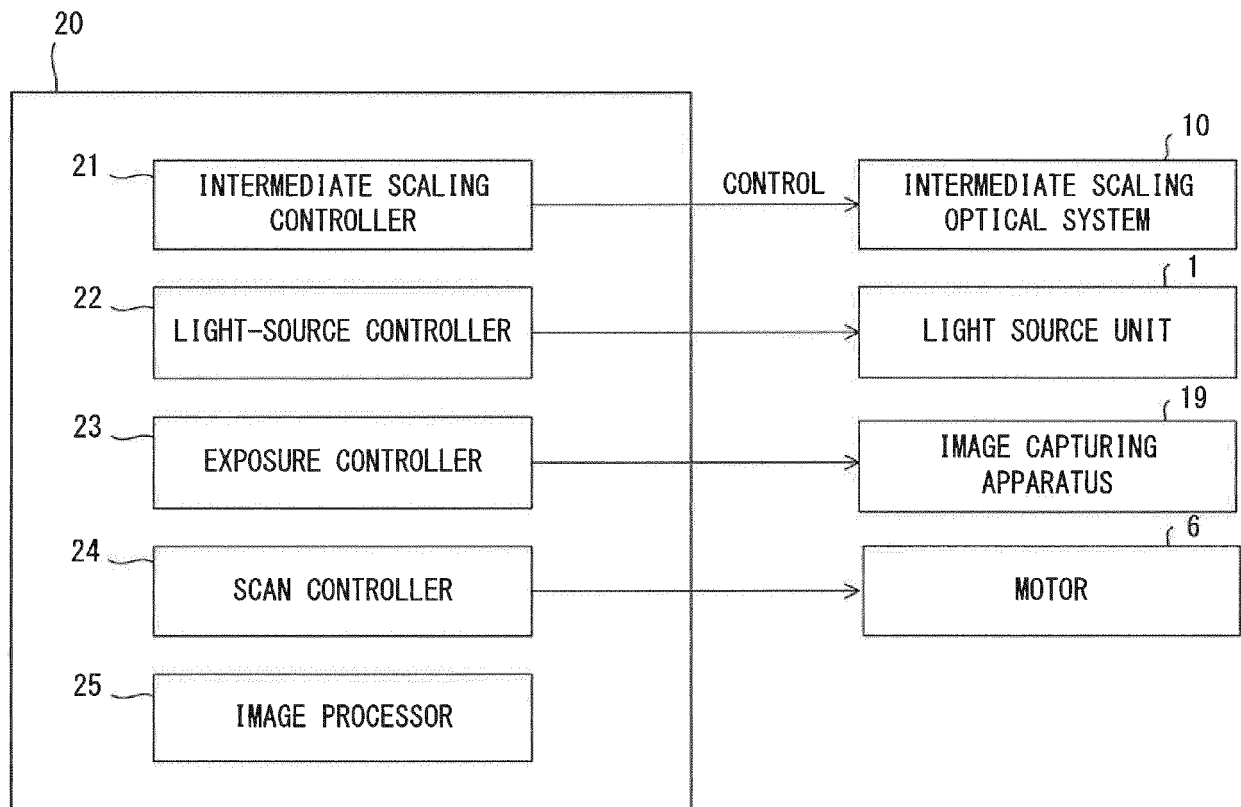 20
21
INTERMEDIATE SCALING
CONTROLLER
CONTROL
10
INTERMEDIATE SCALING
OPTICAL SYSTEM
22
LIGHT-SOURCE CONTROLLER
1
LIGHT SOURCE UNIT
23
EXPOSURE CONTROLLER
19
IMAGE CAPTURING
APPARATUS
24
SCAN CONTROLLER
6
MOTOR
25
IMAGE PROCESSOR